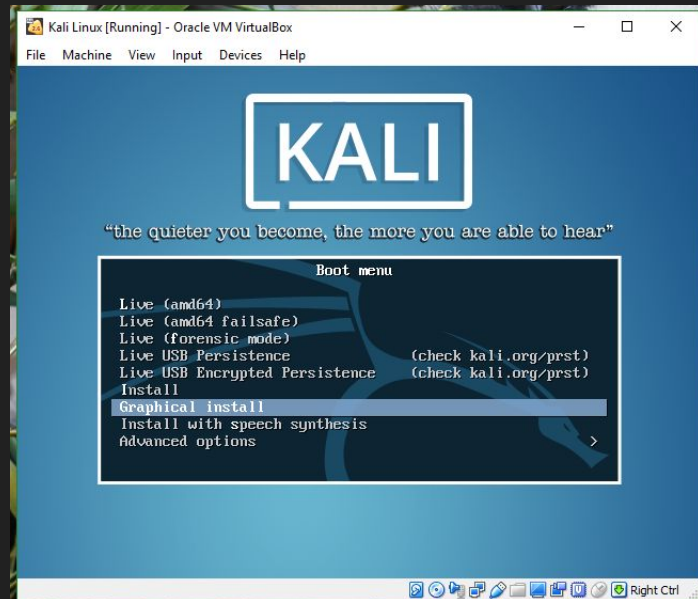 Kali Linux [Running] - Oracle VM VirtualBox
File Machine View Input Devices Help
KALI
“the quieter you become, the more you are able to hear”
Boot menu
Live (amd64)
Live (amd64 failsafe)
Live (forensic mode)
Live USB Persistence (check kali.org/prst)
Live USB Encrypted Persistence (check kali.org/prst)
Install
Graphical install
Install with speech synthesis
Advanced options >
Right Ctrl